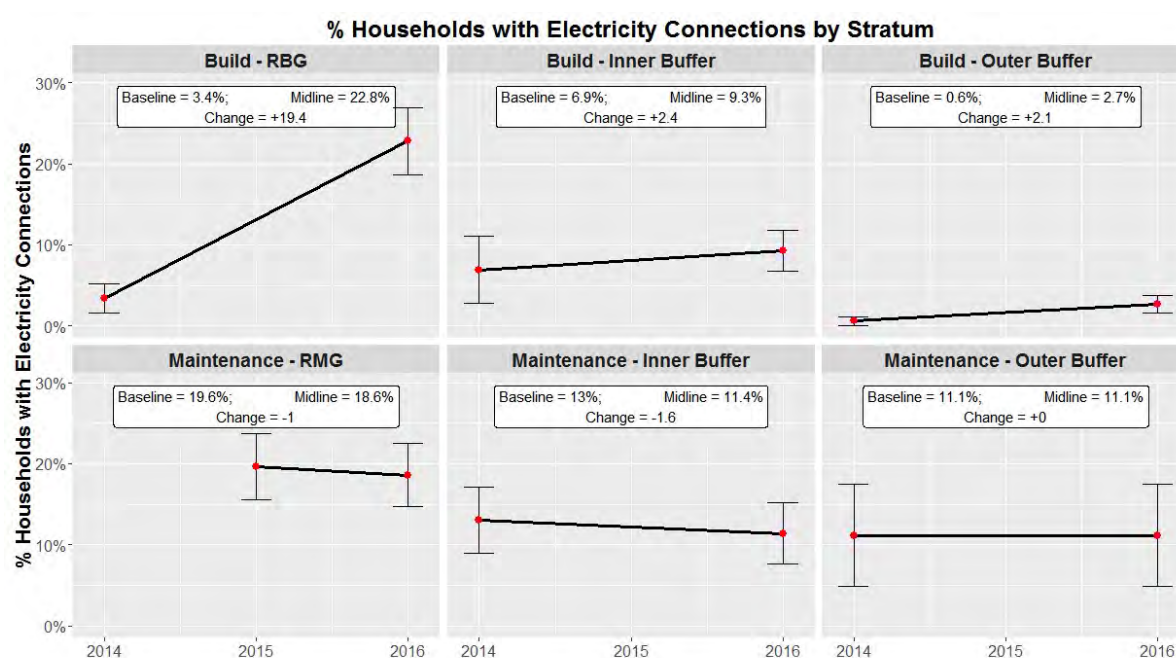 % Households with Electricity Connections by Stratum
% Households with Electricity Connections
Build - RBG
Baseline = 3.4%; Midline = 22.8%
Change = +19.4
Build - Inner Buffer
Baseline = 6.9%; Midline = 9.3%
Change = +2.4
Build - Outer Buffer
Baseline = 0.6%; Midline = 2.7%
Change = +2.1
30%
20%
10%
0%
Maintenance - RMG
Baseline = 19.6%; Midline = 18.6%
Change = -1
Maintenance - Inner Buffer
Baseline = 13%; Midline = 11.4%
Change = -1.6
Maintenance - Outer Buffer
Baseline = 11.1%; Midline = 11.1%
Change = +0
30%
20%
10%
0%
2014 2015 2016 2014 2015 2016 2014 2015 2016